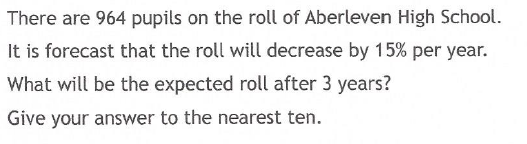 There are 964 pupils on the roll of Aberleven High School.
It is forecast that the roll will decrease by 15% per year.
What will be the expected roll after 3 years?
Give your answer to the nearest ten.